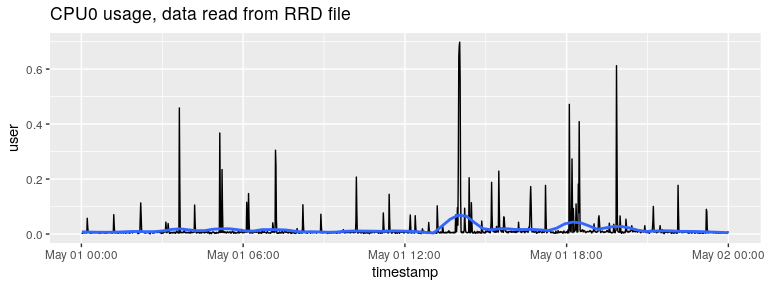 CPU0 usage, data read from RRD file
user
0.6
0.4
0.2
0.0
May 01 00:00 May 01 06:00 May 01 12:00 May 01 18:00 May 02 00:00
timestamp